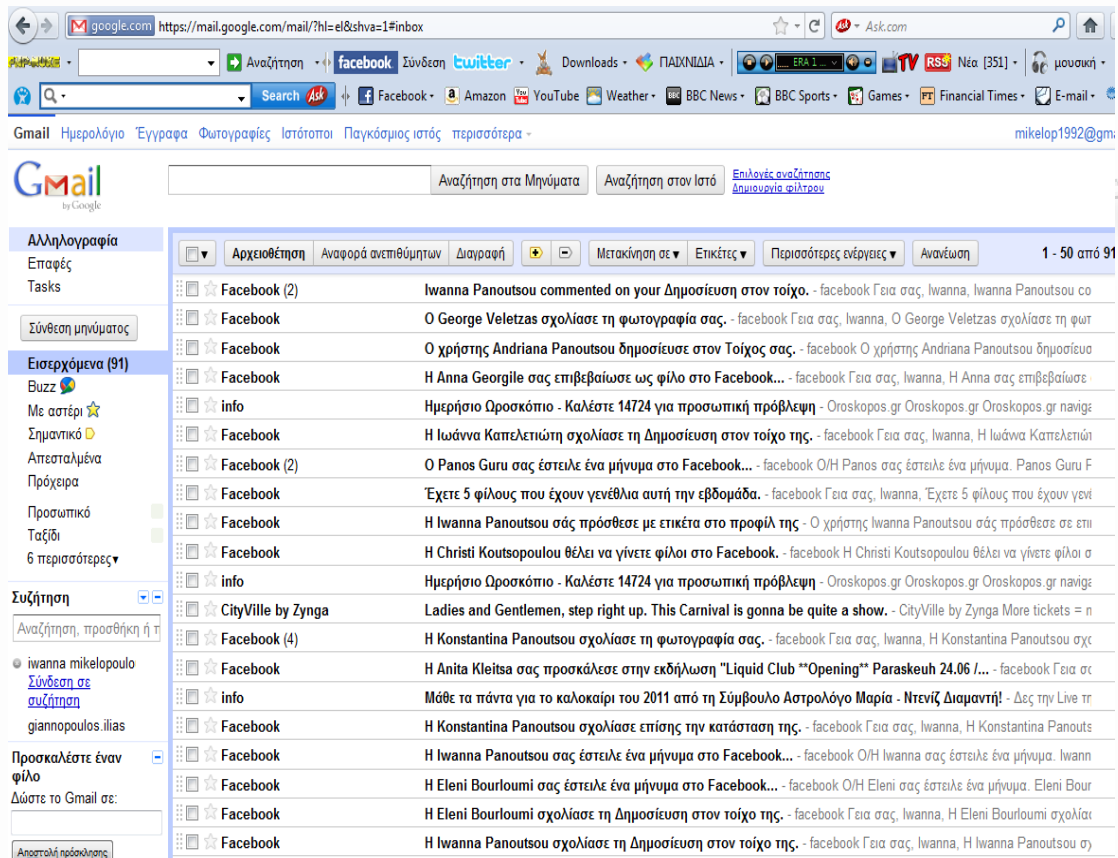 google.com https://mail.google.com/mail/?hl=el&shva=1#inbox Ask.com
Αναζήτηση facebook Σύνδεση twitter Downloads ΠΑΙΧΝΙΔΙΑ ERA 1 TV RSS Νέα [351] μουσική
Search Ask Facebook Amazon YouTube Weather BBC News BBC Sports Games Financial Times E-mail
Gmail Ημερολόγιο Έγγραφα Φωτογραφίες Ιστότοποι Παγκόσμιος ιστός περισσότερα mikelop1992@gma
Gmail by Google
Αναζήτηση στα Μηνύματα Αναζήτηση στον Ιστό Επιλογές αναζήτησης
Δημιουργία φίλτρου
Αλληλογραφία
Επαφές
Tasks
Σύνθεση μηνύματος
Εισερχόμενα (91)
Buzz
Με αστέρι
Σημαντικό
Απεσταλμένα
Πρόχειρα
Προσωπικό
Ταξίδι
6 περισσότερες
Συζήτηση
Αναζήτηση, προσθήκη ή π
iwanna mikelopoulo
Σύνδεση σε
συζήτηση
giannopoulos.ilias
Προσκαλέστε έναν
φίλο
Δώστε το Gmail σε:
Αποστολή πρόσκλησης
Αρχειοθέτηση Αναφορά ανεπιθύμητων Διαγραφή Μετακίνηση σε Ετικέτες Περισσότερες ενέργειες Ανανέωση 1 - 50 από 91
Facebook (2) Iwanna Panoutsou commented on your Δημοσίευση στον τοίχο. - facebook Γεια σας, Iwanna, Iwanna Panoutsou co
Facebook Ο George Veletzas σχολίασε τη φωτογραφία σας. - facebook Γεια σας, Iwanna, Ο George Veletzas σχολίασε τη φωτ
Facebook Ο χρήστης Andriana Panoutsou δημοσίευσε στον Τοίχος σας. - facebook Ο χρήστης Andriana Panoutsou δημοσίευσ
Facebook Η Anna Georgile σας επιβεβαίωσε ως φίλο στο Facebook... - facebook Γεια σας, Iwanna, Η Anna σας επιβεβαίωσε
info Ημερήσιο Ωροσκόπιο - Καλέστε 14724 για προσωπική πρόβλεψη - Oroskopos.gr Oroskopos.gr Oroskopos.gr naviga
Facebook Η Ιωάννα Καπελετιώτη σχολίασε τη Δημοσίευση στον τοίχο της. - facebook Γεια σας, Iwanna, Η Ιωάννα Καπελετιώτ
Facebook (2) Ο Panos Guru σας έστειλε ένα μήνυμα στο Facebook... - facebook Ο/Η Panos σας έστειλε ένα μήνυμα. Panos Guru F
Facebook Έχετε 5 φίλους που έχουν γενέθλια αυτή την εβδομάδα. - facebook Γεια σας, Iwanna, Έχετε 5 φίλους που έχουν γενέ
Facebook Η Iwanna Panoutsou σάς πρόσθεσε με ετικέτα στο προφίλ της - Ο χρήστης Iwanna Panoutsou σάς πρόσθεσε σε ετι
Facebook Η Christi Koutsopoulou θέλει να γίνετε φίλοι στο Facebook. - facebook Η Christi Koutsopoulou θέλει να γίνετε φίλοι σ
info Ημερήσιο Ωροσκόπιο - Καλέστε 14724 για προσωπική πρόβλεψη - Oroskopos.gr Oroskopos.gr Oroskopos.gr naviga
CityVille by Zynga Ladies and Gentlemen, step right up. This Carnival is gonna be quite a show. - CityVille by Zynga More tickets = n
Facebook (4) Η Konstantina Panoutsou σχολίασε τη φωτογραφία σας. - facebook Γεια σας, Iwanna, Η Konstantina Panoutsou σχο
Facebook Η Anita Kleitsa σας προσκάλεσε στην εκδήλωση "Liquid Club **Opening** Paraskeuh 24.06 /... - facebook Γεια σα
info Μάθε τα πάντα για το καλοκαίρι του 2011 από τη Σύμβουλο Αστρολόγο Μαρία - Ντενίζ Διαμαντή! - Δες την Live τη
Facebook Η Konstantina Panoutsou σχολίασε επίσης την κατάσταση της. - facebook Γεια σας, Iwanna, Η Konstantina Panouts
Facebook Η Iwanna Panoutsou σας έστειλε ένα μήνυμα στο Facebook... - facebook Ο/Η Iwanna σας έστειλε ένα μήνυμα. Iwann
Facebook Η Eleni Bourloumi σας έστειλε ένα μήνυμα στο Facebook... - facebook Ο/Η Eleni σας έστειλε ένα μήνυμα. Eleni Bour
Facebook Η Eleni Bourloumi σχολίασε τη Δημοσίευση στον τοίχο της. - facebook Γεια σας, Iwanna, Η Eleni Bourloumi σχολίασ
Facebook Η Iwanna Panoutsou σχολίασε τη Δημοσίευση στον τοίχο της. - facebook Γεια σας, Iwanna, Η Iwanna Panoutsou σχ